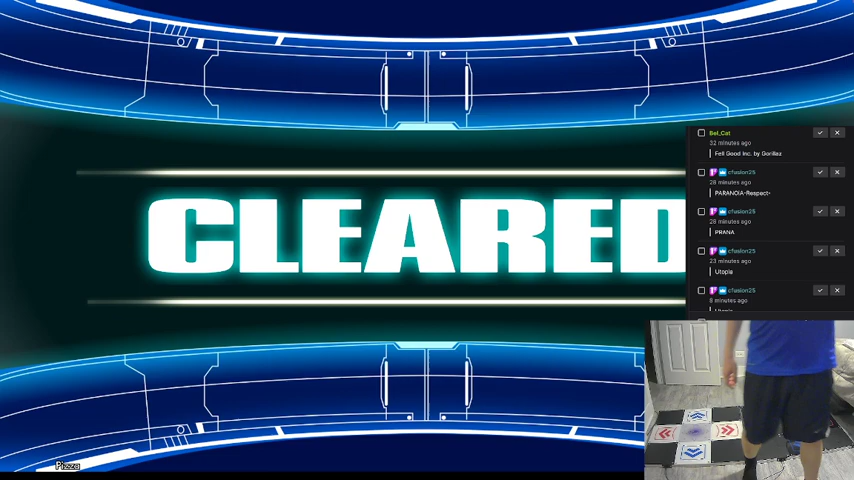 CLEARED
Bel_Cat
32 minutes ago
Fell Good Inc. by Gorillaz
cfusion25
28 minutes ago
PARANOiA-Respect-
cfusion25
28 minutes ago
PRANA
cfusion25
23 minutes ago
Utopia
cfusion25
8 minutes ago
Pizza